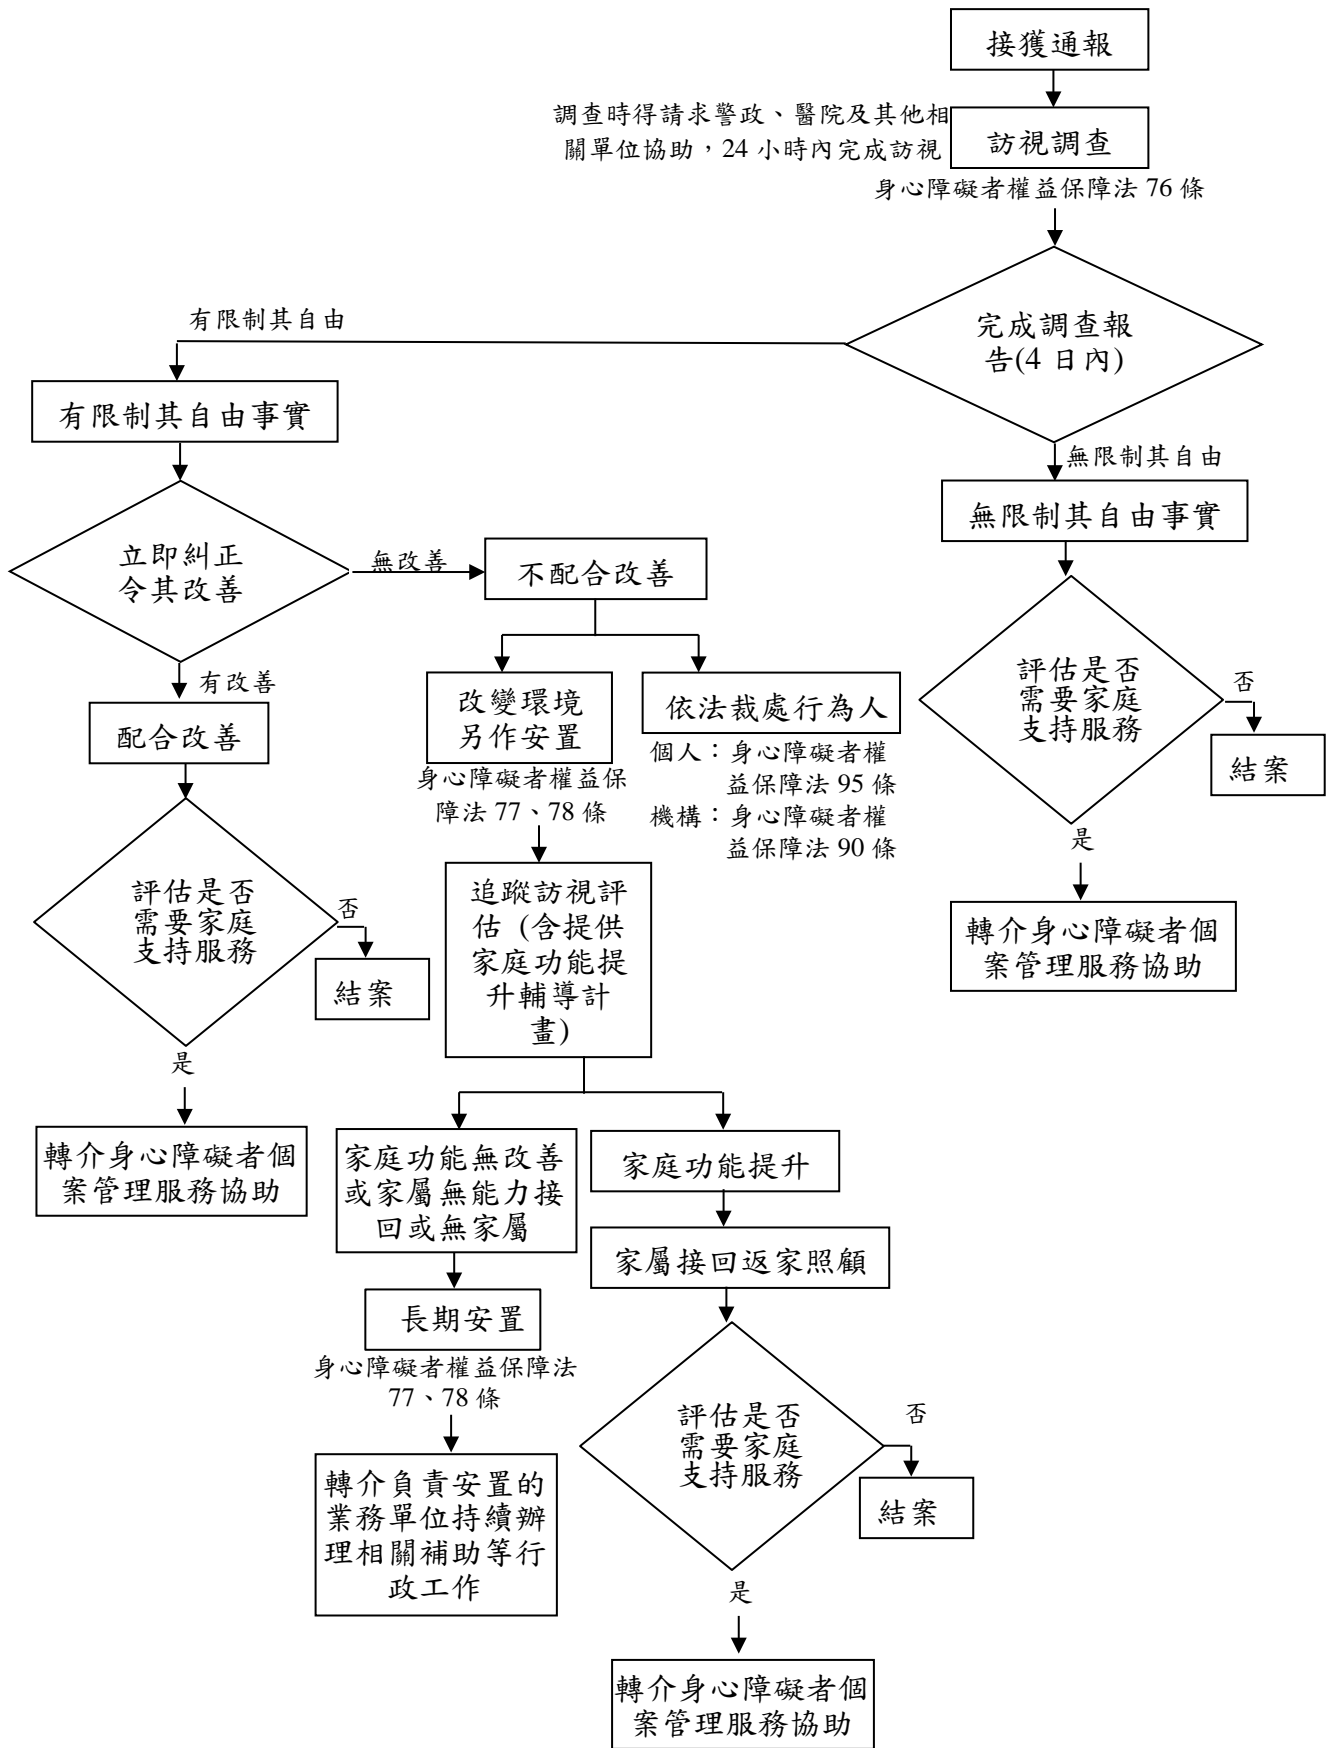 接獲通報
調查時得請求警政、醫院及其他相
關單位協助，24 小時內完成訪視
訪視調查
身心障礙者權益保障法 76 條
完成調查報
告(4 日內)
有限制其自由
有限制其自由事實
無限制其自由
無限制其自由事實
立即糾正
令其改善
無改善
不配合改善
有改善
配合改善
改變環境
另作安置
身心障礙者權益保
障法 77、78 條
依法裁處行為人
個人：身心障礙者權
益保障法 95 條
機構：身心障礙者權
益保障法 90 條
評估是否
需要家庭
支持服務
否
結案
是
轉介身心障礙者個
案管理服務協助
評估是否
需要家庭
支持服務
否
結案
是
轉介身心障礙者個
案管理服務協助
追蹤訪視評
估 (含提供
家庭功能提
升輔導計
畫)
家庭功能無改善
或家屬無能力接
回或無家屬
家庭功能提升
家屬接回返家照顧
長期安置
身心障礙者權益保障法
77、78 條
轉介負責安置的
業務單位持續辦
理相關補助等行
政工作
評估是否
需要家庭
支持服務
否
結案
是
轉介身心障礙者個
案管理服務協助